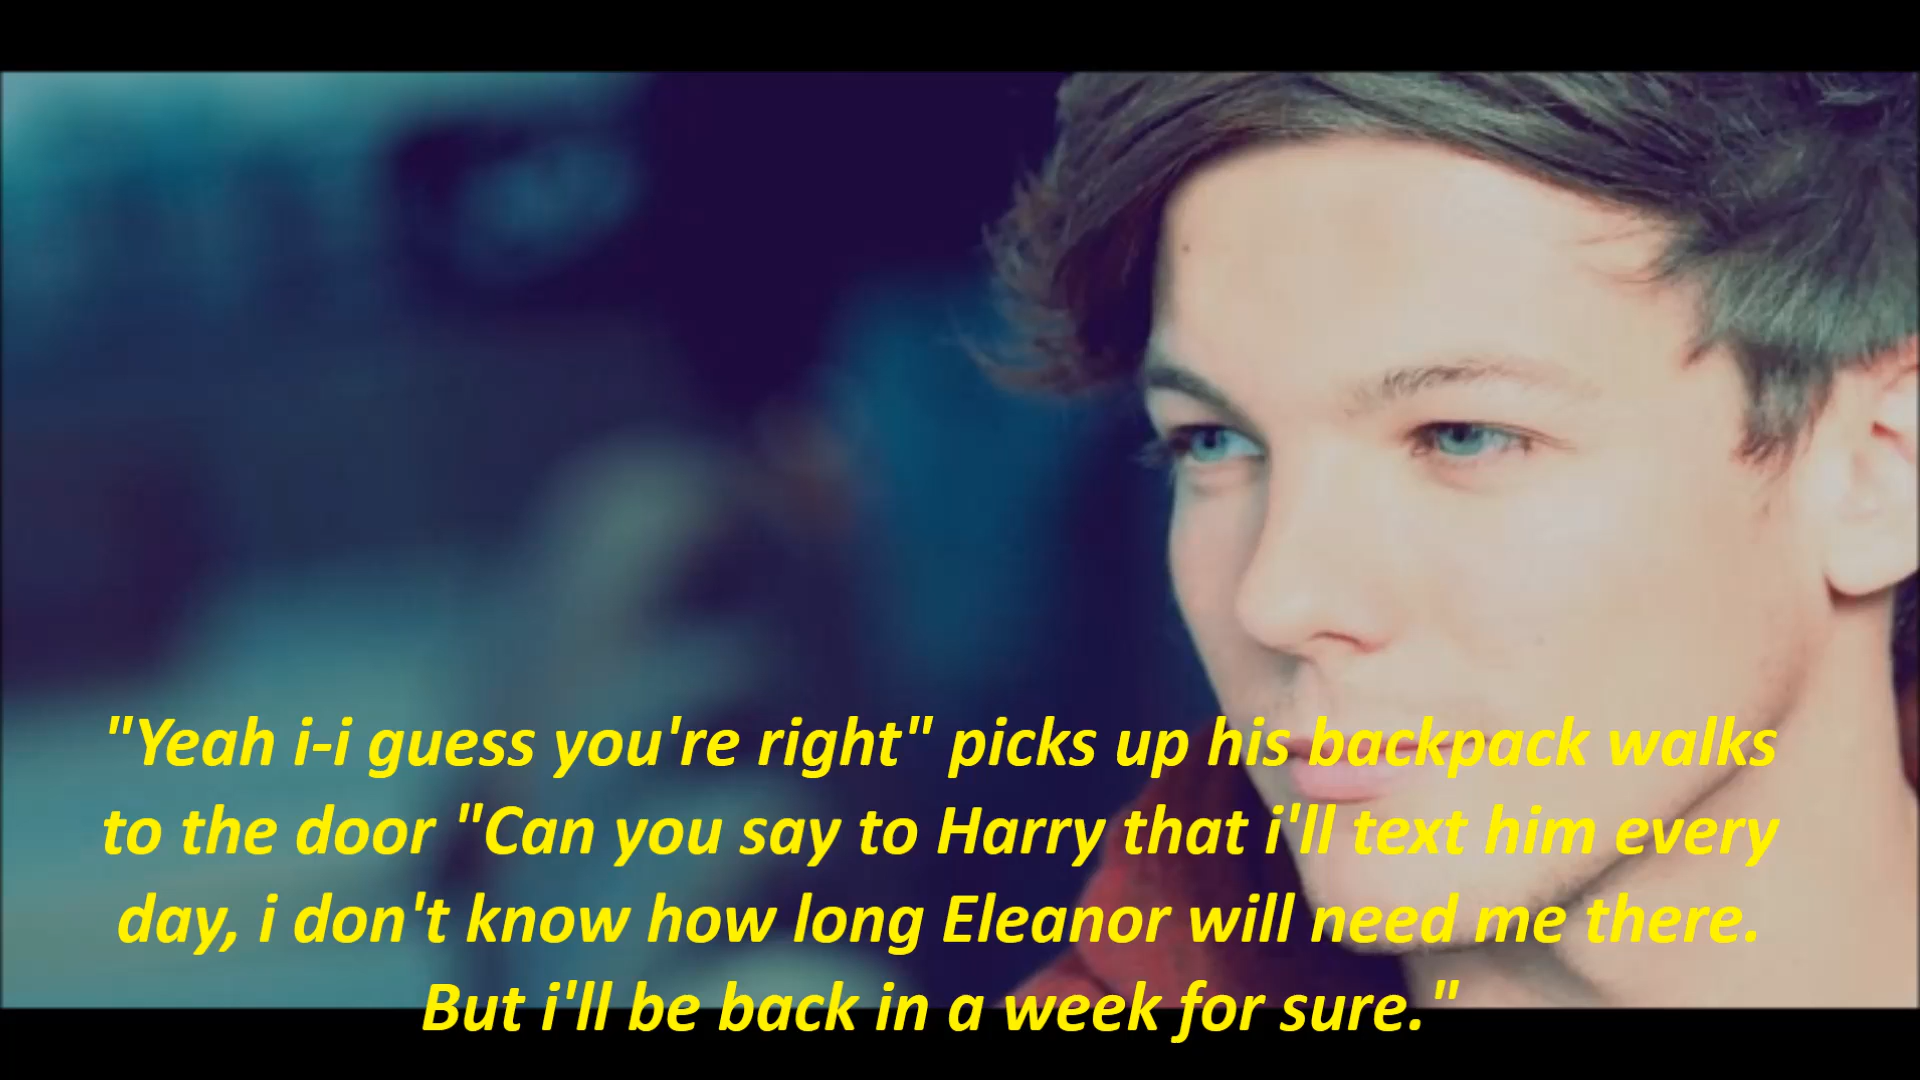 "Yeah i-i guess you're right" picks up his backpack walks
to the door "Can you say to Harry that i'll text him every
day, i don't know how long Eleanor will need me there.
But i'll be back in a week for sure."